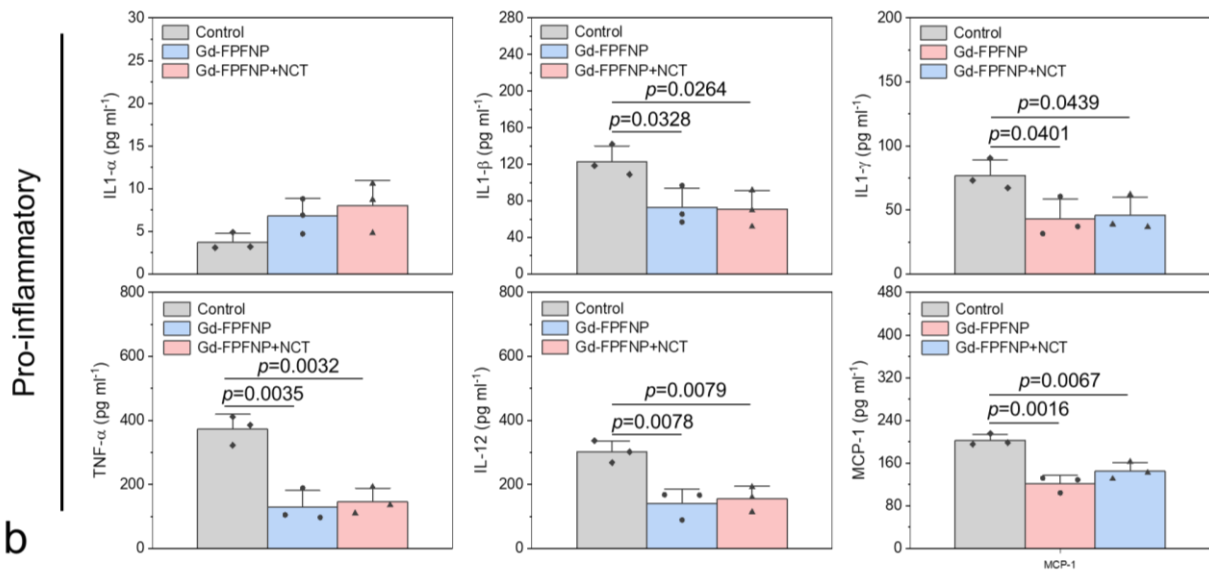 Pro-inflammatory
b
IL1-α (pg ml⁻¹)
30
25
20
15
10
5
0
Control
Gd-FPFNP
Gd-FPFNP+NCT
IL1-β (pg ml⁻¹)
280
240
200
160
120
80
40
0
Control
Gd-FPFNP
Gd-FPFNP+NCT
p=0.0264
p=0.0328
IL1-γ (pg ml⁻¹)
200
150
100
50
0
Control
Gd-FPFNP
Gd-FPFNP+NCT
p=0.0439
p=0.0401
TNF-α (pg ml⁻¹)
800
600
400
200
0
Control
Gd-FPFNP
Gd-FPFNP+NCT
p=0.0032
p=0.0035
IL-12 (pg ml⁻¹)
800
600
400
200
0
Control
Gd-FPFNP
Gd-FPFNP+NCT
p=0.0079
p=0.0078
MCP-1 (pg ml⁻¹)
480
400
320
240
160
80
0
Control
Gd-FPFNP
Gd-FPFNP+NCT
p=0.0067
p=0.0016
MCP-1